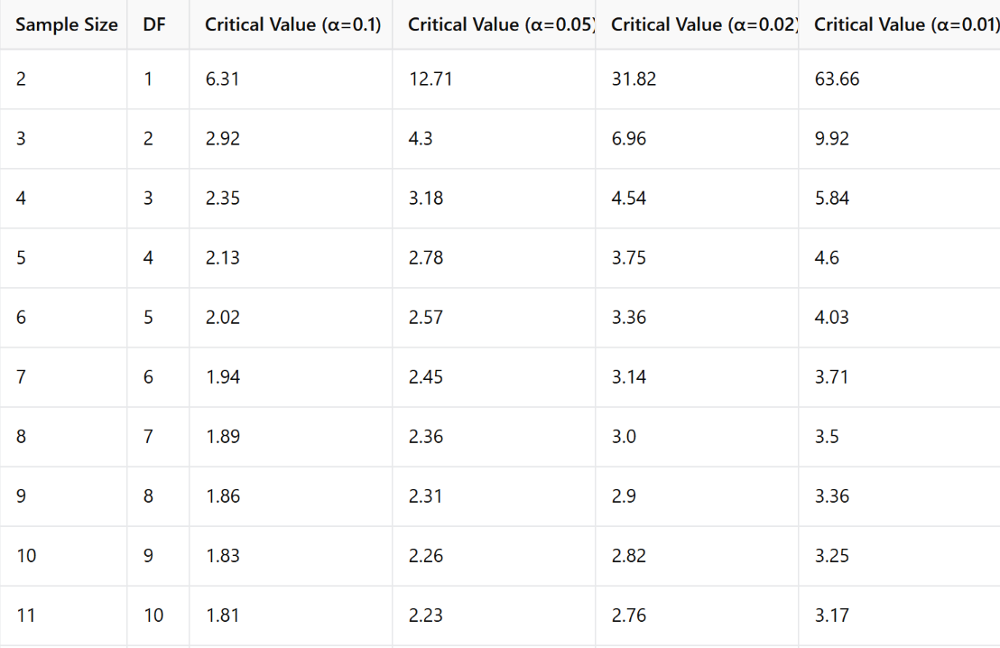 Sample Size DF Critical Value (α=0.1) Critical Value (α=0.05) Critical Value (α=0.02) Critical Value (α=0.01)
2 1 6.31 12.71 31.82 63.66
3 2 2.92 4.3 6.96 9.92
4 3 2.35 3.18 4.54 5.84
5 4 2.13 2.78 3.75 4.6
6 5 2.02 2.57 3.36 4.03
7 6 1.94 2.45 3.14 3.71
8 7 1.89 2.36 3.0 3.5
9 8 1.86 2.31 2.9 3.36
10 9 1.83 2.26 2.82 3.25
11 10 1.81 2.23 2.76 3.17